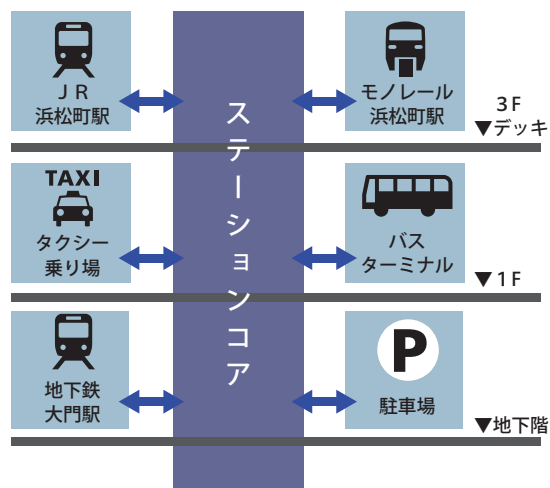 ＪＲ
浜松町駅
ステーションコア
モノレール
浜松町駅
3F
▼デッキ
TAXI
タクシー
乗り場
バス
ターミナル
▼1F
地下鉄
大門駅
P
駐車場
▼地下階